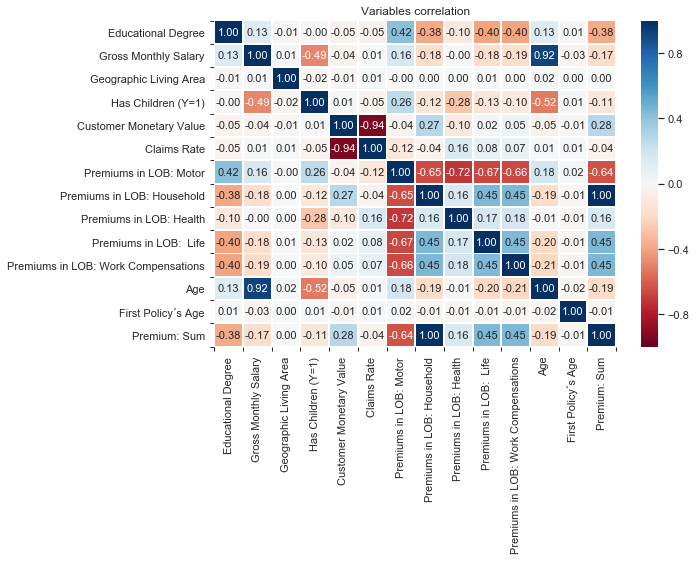 Variables correlation
Educational Degree 1.00 0.13 -0.01 -0.00 -0.05 -0.05 0.42 -0.38 -0.10 -0.40 -0.40 0.13 0.01 -0.38
Gross Monthly Salary 0.13 1.00 0.01 -0.49 -0.04 0.01 0.16 -0.18 -0.00 -0.18 -0.19 0.92 -0.03 -0.17
Geographic Living Area -0.01 0.01 1.00 -0.02 -0.01 0.01 -0.00 0.00 0.00 0.01 0.00 0.02 0.00 0.00
Has Children (Y=1) -0.00 -0.49 -0.02 1.00 0.01 -0.05 0.26 -0.12 -0.28 -0.13 -0.10 -0.52 0.01 -0.11
Customer Monetary Value -0.05 -0.04 -0.01 0.01 1.00 -0.94 -0.04 0.27 -0.10 0.02 0.05 -0.05 -0.01 0.28
Claims Rate -0.05 0.01 0.01 -0.05 -0.94 1.00 -0.12 -0.04 0.16 0.08 0.07 0.01 0.01 -0.04
Premiums in LOB: Motor 0.42 0.16 -0.00 0.26 -0.04 -0.12 1.00 -0.65 -0.72 -0.67 -0.66 0.18 0.02 -0.64
Premiums in LOB: Household -0.38 -0.18 0.00 -0.12 0.27 -0.04 -0.65 1.00 0.16 0.45 0.45 -0.19 -0.01 1.00
Premiums in LOB: Health -0.10 -0.00 0.00 -0.28 -0.10 0.16 -0.72 0.16 1.00 0.17 0.18 -0.01 -0.01 0.16
Premiums in LOB:  Life -0.40 -0.18 0.01 -0.13 0.02 0.08 -0.67 0.45 0.17 1.00 0.45 -0.20 -0.01 0.45
Premiums in LOB: Work Compensations -0.40 -0.19 0.00 -0.10 0.05 0.07 -0.66 0.45 0.18 0.45 1.00 -0.21 -0.01 0.45
Age 0.13 0.92 0.02 -0.52 -0.05 0.01 0.18 -0.19 -0.01 -0.20 -0.21 1.00 -0.02 -0.19
First Policy´s Age 0.01 -0.03 0.00 0.01 -0.01 0.01 0.02 -0.01 -0.01 -0.01 -0.01 -0.02 1.00 -0.01
Premium: Sum -0.38 -0.17 0.00 -0.11 0.28 -0.04 -0.64 1.00 0.16 0.45 0.45 -0.19 -0.01 1.00
Educational Degree
Gross Monthly Salary
Geographic Living Area
Has Children (Y=1)
Customer Monetary Value
Claims Rate
Premiums in LOB: Motor
Premiums in LOB: Household
Premiums in LOB: Health
Premiums in LOB:  Life
Premiums in LOB: Work Compensations
Age
First Policy´s Age
Premium: Sum
0.8
0.4
0.0
-0.4
-0.8